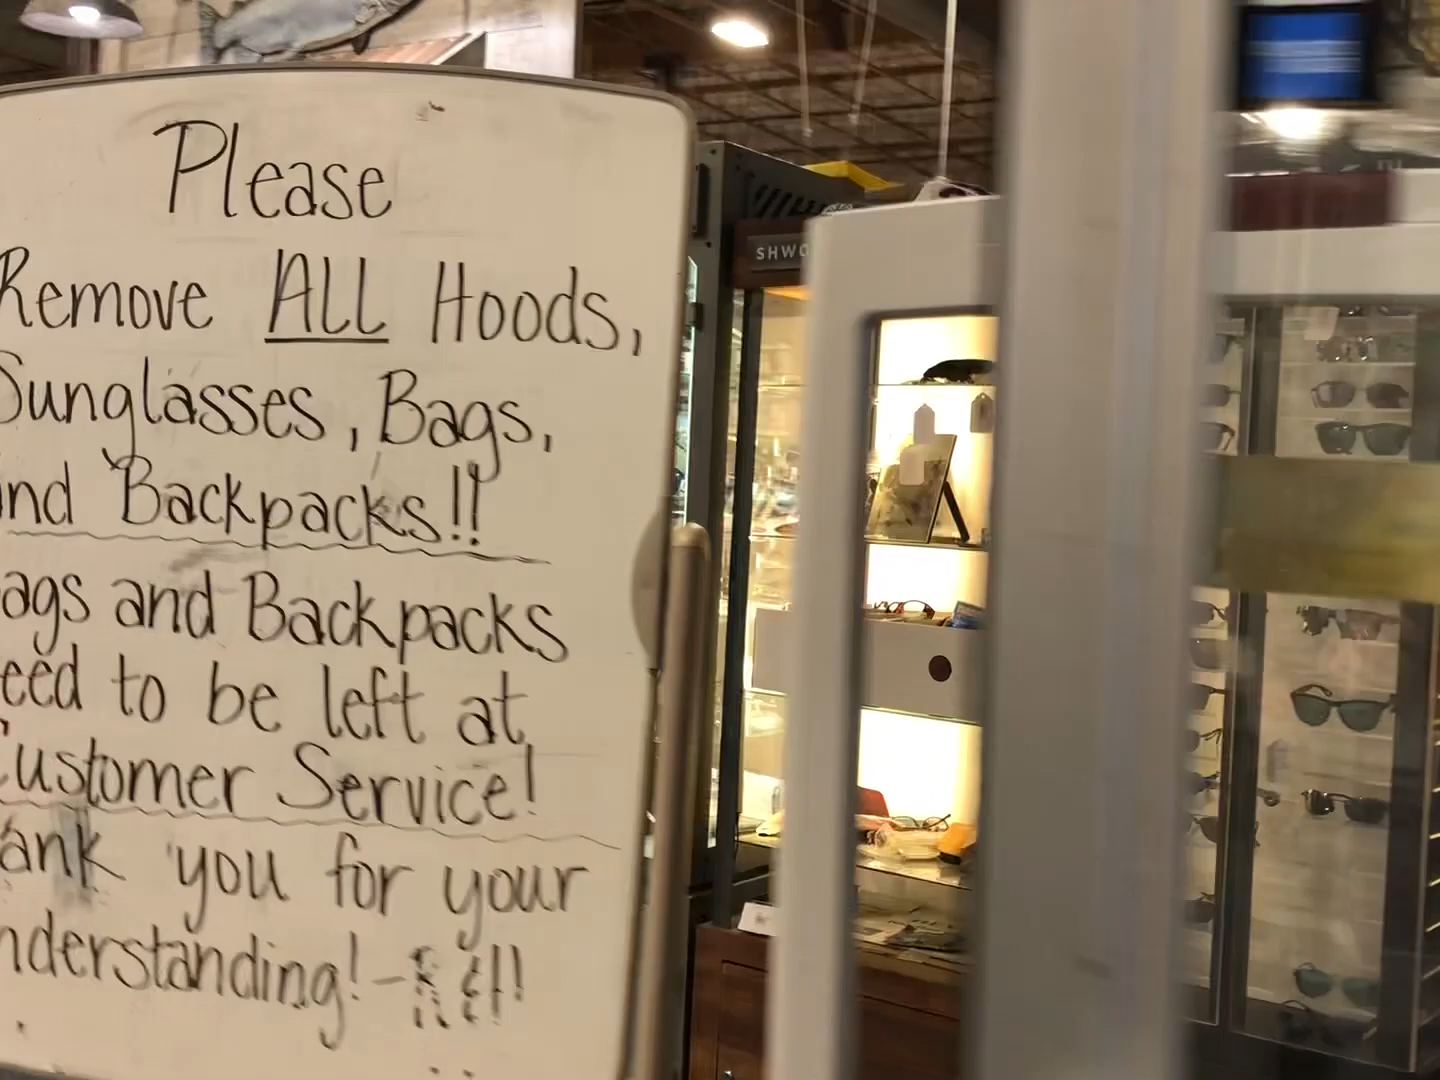 Please
Remove ALL Hoods,
Sunglasses, Bags,
and Backpacks!!
ags and Backpacks
eed to be left at
Customer Service!
ank you for your
nderstanding!
SHWO